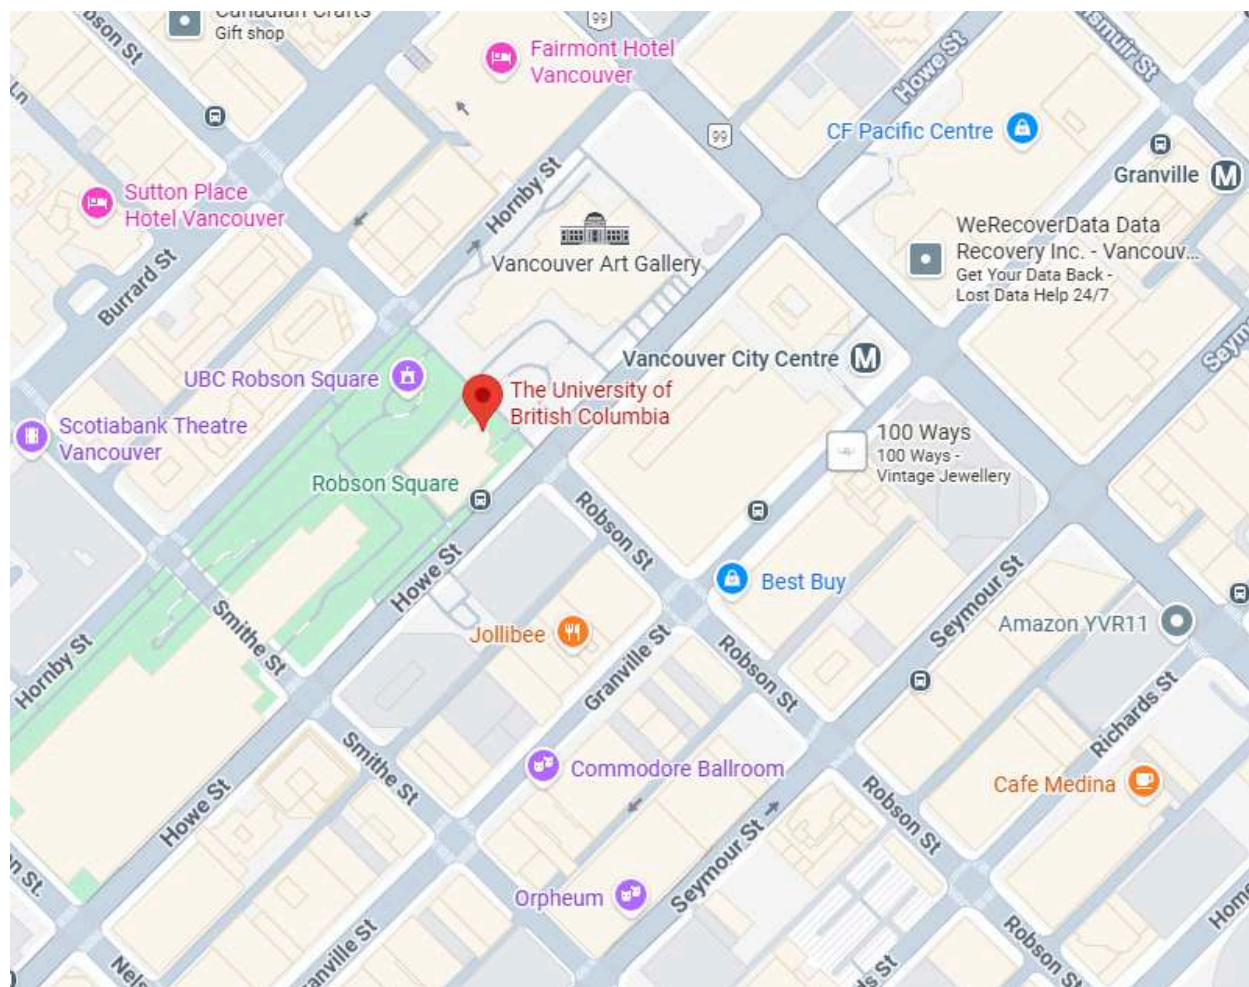 Canadian Crafts
Gift shop
99
Robson St
Fairmont Hotel
Vancouver
Howe St
99
CF Pacific Centre
Granville
M
Ln
Sutton Place
Hotel Vancouver
Hornby St
Vancouver Art Gallery
WeRecoverData Data
Recovery Inc. - Vancouv...
Get Your Data Back -
Lost Data Help 24/7
Burrard St
Vancouver City Centre
M
UBC Robson Square
The University of
British Columbia
Scotiabank Theatre
Vancouver
100 Ways
100 Ways -
Vintage Jewellery
Robson Square
Robson St
Howe St
Best Buy
Seymour St
Amazon YVR11
Jollibee
Smithe St
Hornby St
Granville St
Robson St
Richards St
Smithe St
Commodore Ballroom
Cafe Medina
Howe St
Robson St
Seymour St
Orpheum
Robson St